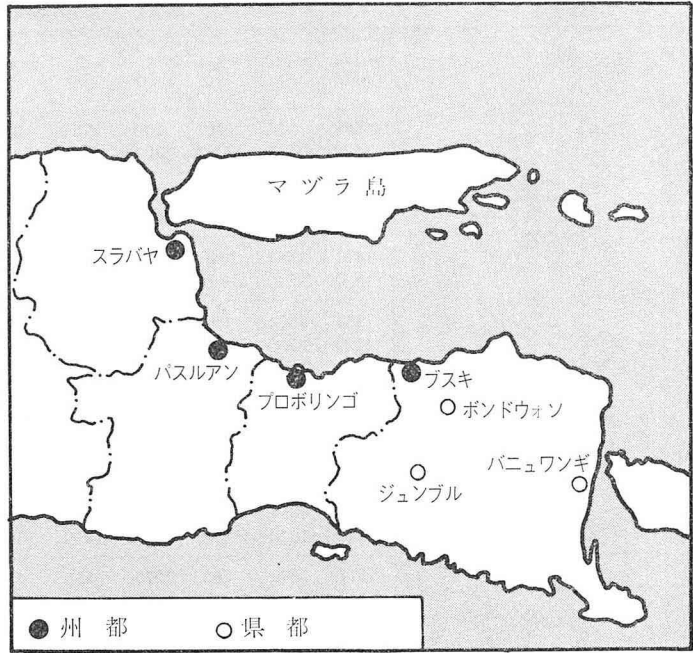 マヅラ島
スラバヤ
パスルアン
プロボリンゴ
ブスキ
ボンドウォソ
バニュワンギ
ジュンブル
州都
県都